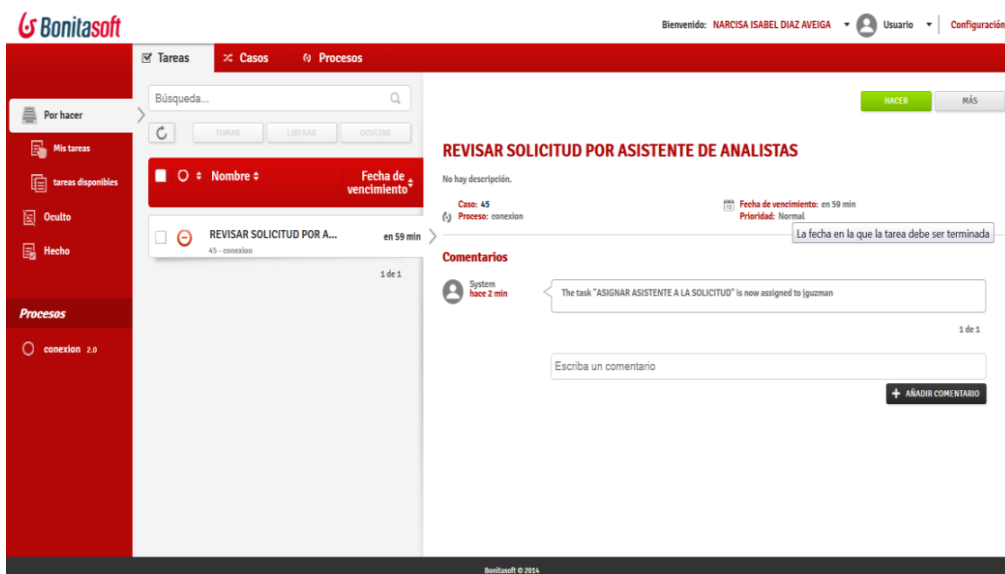 Bonitasoft
Bienvenido: NARCISA ISABEL DIAZ AVEIGA Usuario Configuración
Tareas Casos Procesos
Por hacer
Mis tareas
tareas disponibles
Oculto
Hecho
Procesos
conexion 2.0
Búsqueda...
TOMAR LIBERAR OCULTAR
Nombre Fecha de
vencimiento
REVISAR SOLICITUD POR A... en 59 min
45 - conexion
1 de 1
HACER MÁS
REVISAR SOLICITUD POR ASISTENTE DE ANALISTAS
No hay descripción.
Caso: 45 Fecha de vencimiento: en 59 min
Proceso: conexion Prioridad: Normal
La fecha en la que la tarea debe ser terminada
Comentarios
System
hace 2 min
The task "ASIGNAR ASISTENTE A LA SOLICITUD" is now assigned to jguzman
1 de 1
Escriba un comentario
+ AÑADIR COMENTARIO
Bonitasoft © 2014